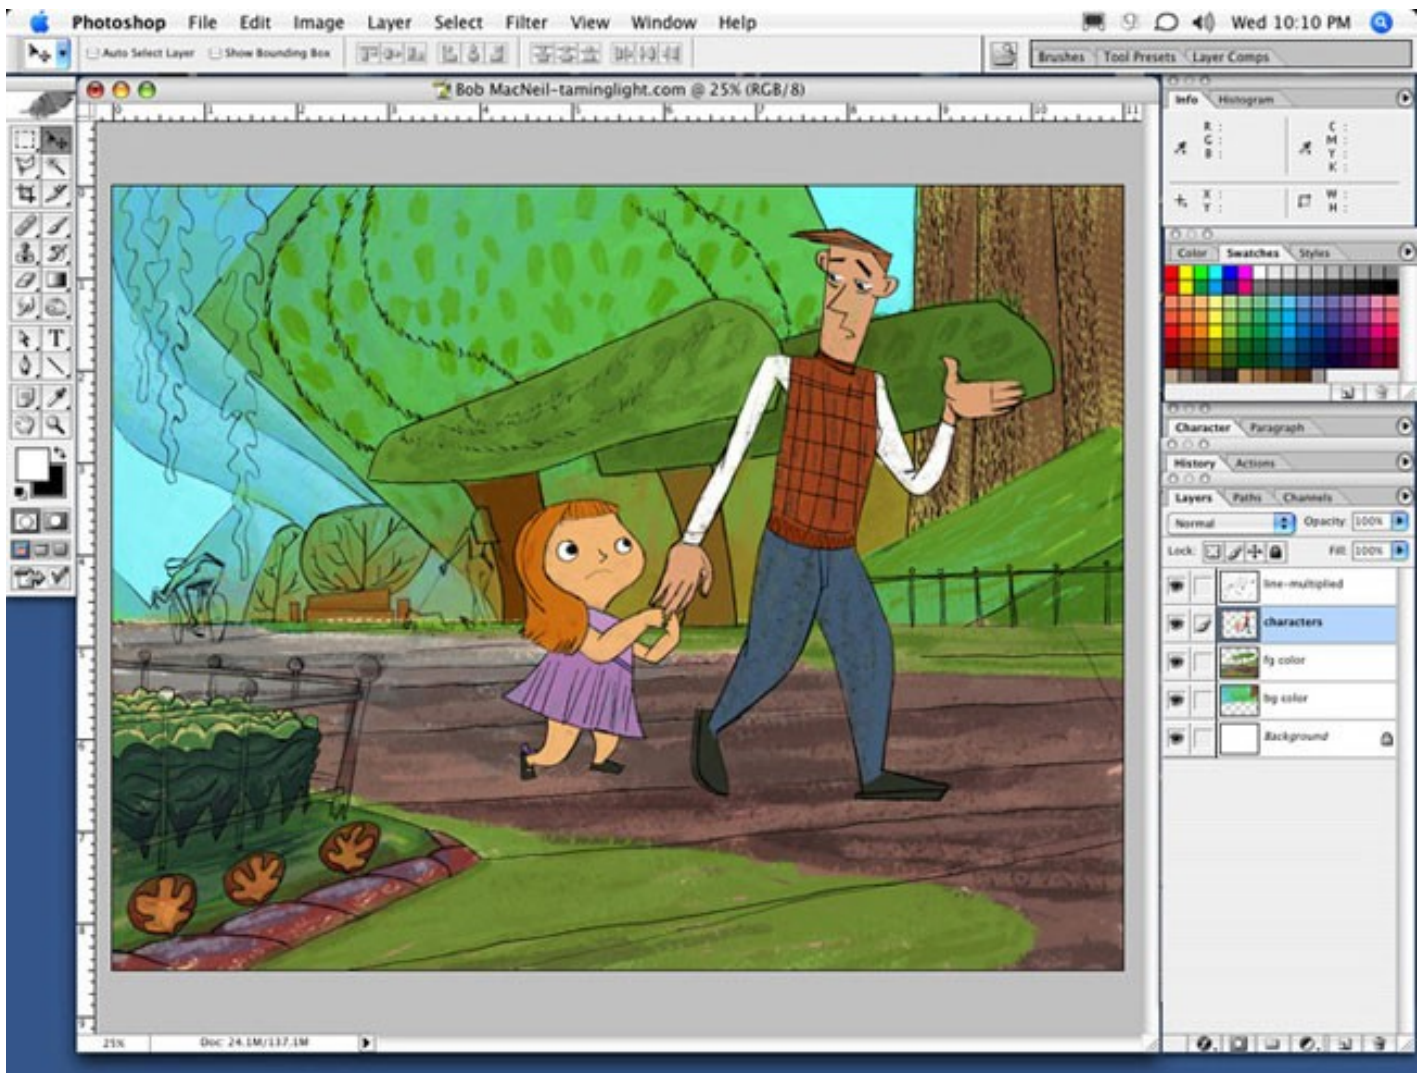 Photoshop File Edit Image Layer Select Filter View Window Help Wed 10:10 PM
Auto Select Layer Show Bounding Box
Brushes Tool Presets Layer Comps
Bob MacNeil-taminglight.com @ 25% (RGB/8)
Info Histogram
R : C :
G : M :
B : Y :
K :
X : W :
Y : H :
Color Swatches Styles
Character Paragraph
History Actions
Layers Paths Channels
Normal Opacity: 100%
Lock: Fill: 100%
line-multiplied
characters
fg color
bg color
Background
25% Doc: 24.1M/137.1M